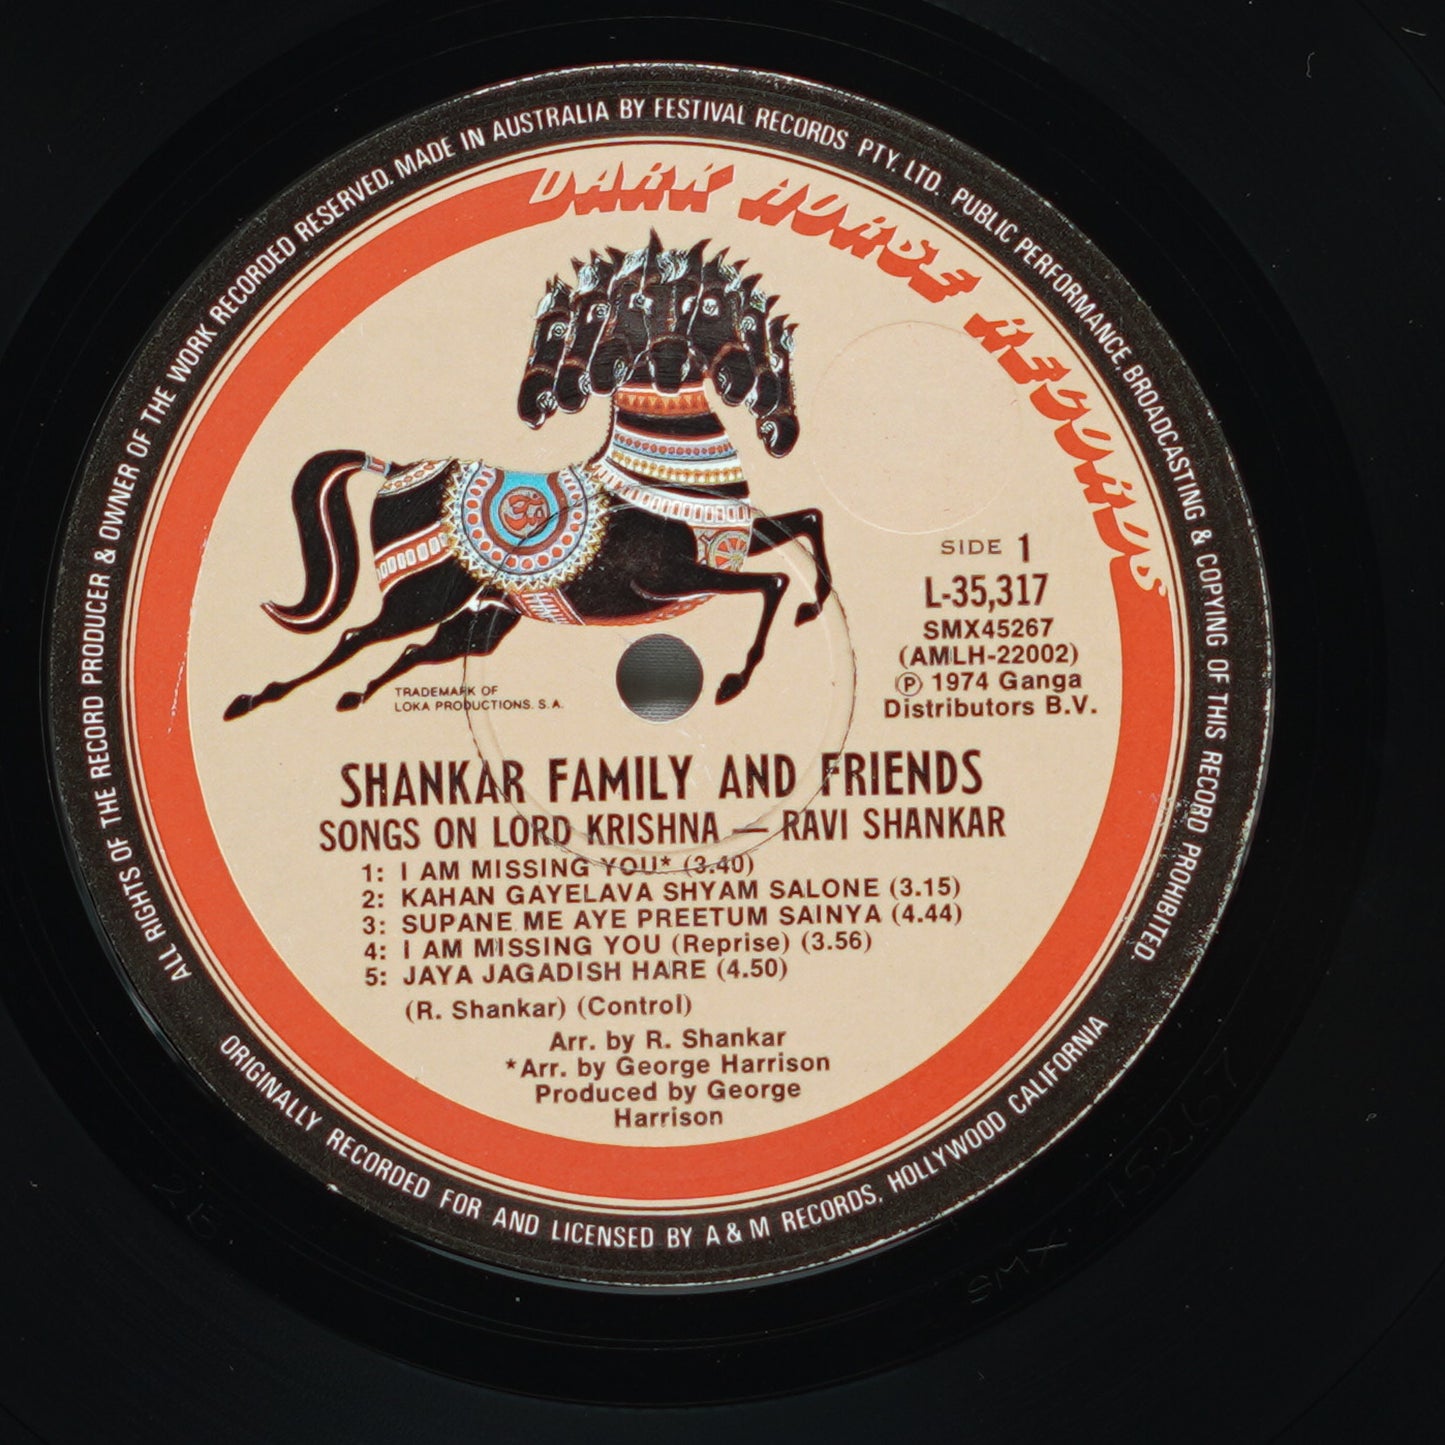 ALL RIGHTS OF THE RECORD PRODUCER & OWNER OF THE WORK RECORDED RESERVED. MADE IN AUSTRALIA BY FESTIVAL RECORDS PTY. LTD. PUBLIC PERFORMANCE, BROADCASTING & COPYING OF THIS RECORD PROHIBITED.
DARK HORSE RECORDS
SIDE 1
L-35,317
SMX45267
(AMLH-22002)
Ⓟ 1974 Ganga
Distributors B.V.
TRADEMARK OF
LOKA PRODUCTIONS. S.A.
SHANKAR FAMILY AND FRIENDS
SONGS ON LORD KRISHNA — RAVI SHANKAR
1: I AM MISSING YOU* (3.40)
2: KAHAN GAYELAVA SHYAM SALONE (3.15)
3: SUPANE ME AYE PREETUM SAINYA (4.44)
4: I AM MISSING YOU (Reprise) (3.56)
5: JAYA JAGADISH HARE (4.50)
(R. Shankar) (Control)
Arr. by R. Shankar
*Arr. by George Harrison
Produced by George
Harrison
ORIGINALLY RECORDED FOR AND LICENSED BY A & M RECORDS, HOLLYWOOD CALIFORNIA
SMX 45267